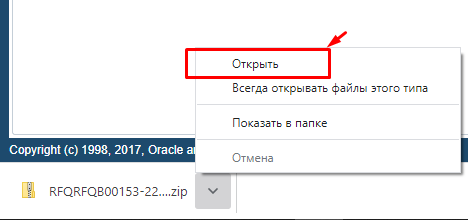 Открыть
Всегда открывать файлы этого типа
Показать в папке
Copyright (c) 1998, 2017, Oracle an
Отмена
RFQRFQB00153-22....zip